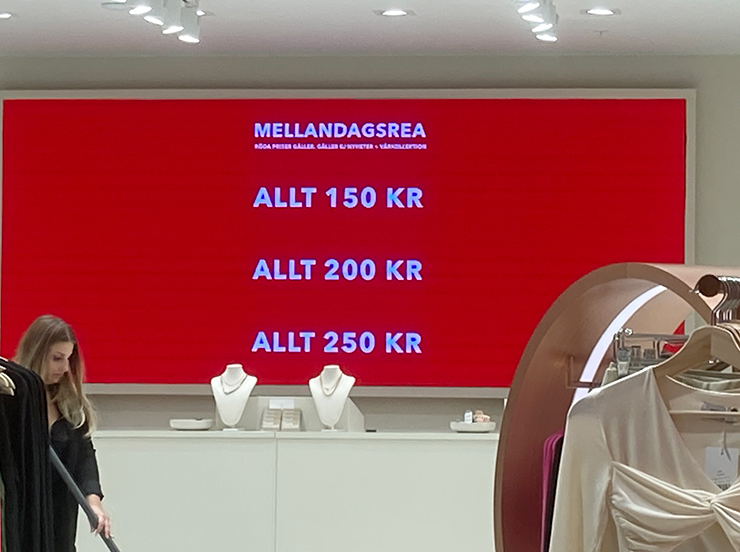 MELLANDAGSREA
RÖDA PRISER GÄLLER. GÄLLER EJ NYHETER + VÅRKOLLEKTION
ALLT 150 KR
ALLT 200 KR
ALLT 250 KR